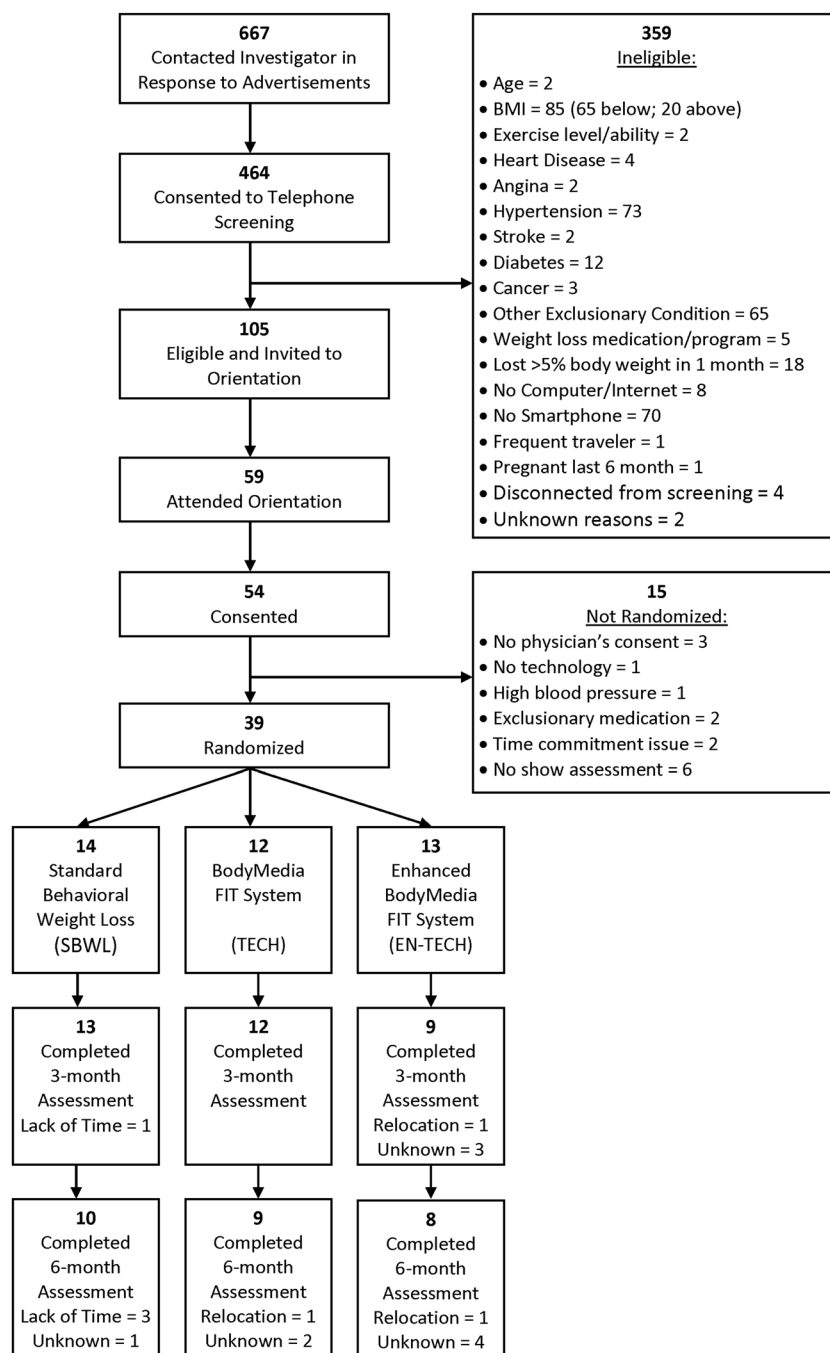 667
Contacted Investigator in
Response to Advertisements
359
Ineligible:
• Age = 2
• BMI = 85 (65 below; 20 above)
• Exercise level/ability = 2
• Heart Disease = 4
• Angina = 2
• Hypertension = 73
• Stroke = 2
• Diabetes = 12
• Cancer = 3
• Other Exclusionary Condition = 65
• Weight loss medication/program = 5
• Lost >5% body weight in 1 month = 18
• No Computer/Internet = 8
• No Smartphone = 70
• Frequent traveler = 1
• Pregnant last 6 month = 1
• Disconnected from screening = 4
• Unknown reasons = 2
464
Consented to Telephone
Screening
105
Eligible and Invited to
Orientation
59
Attended Orientation
54
Consented
15
Not Randomized:
• No physician's consent = 3
• No technology = 1
• High blood pressure = 1
• Exclusionary medication = 2
• Time commitment issue = 2
• No show assessment = 6
39
Randomized
14
Standard
Behavioral
Weight Loss
(SBWL)
12
BodyMedia
FIT System
(TECH)
13
Enhanced
BodyMedia
FIT System
(EN-TECH)
13
Completed
3-month
Assessment
Lack of Time = 1
12
Completed
3-month
Assessment
9
Completed
3-month
Assessment
Relocation = 1
Unknown = 3
10
Completed
6-month
Assessment
Lack of Time = 3
Unknown = 1
9
Completed
6-month
Assessment
Relocation = 1
Unknown = 2
8
Completed
6-month
Assessment
Relocation = 1
Unknown = 4